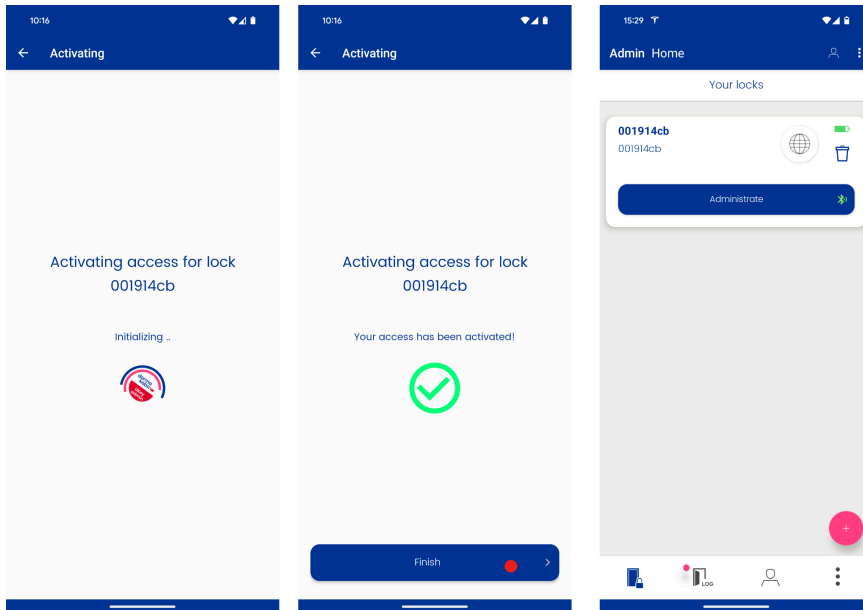 10:16
Activating
Activating access for lock
001914cb
Initializing ..
10:16
Activating
Activating access for lock
001914cb
Your access has been activated!
Finish
15:29
Admin Home
Your locks
001914cb
001914cb
Administrate
+
LOG